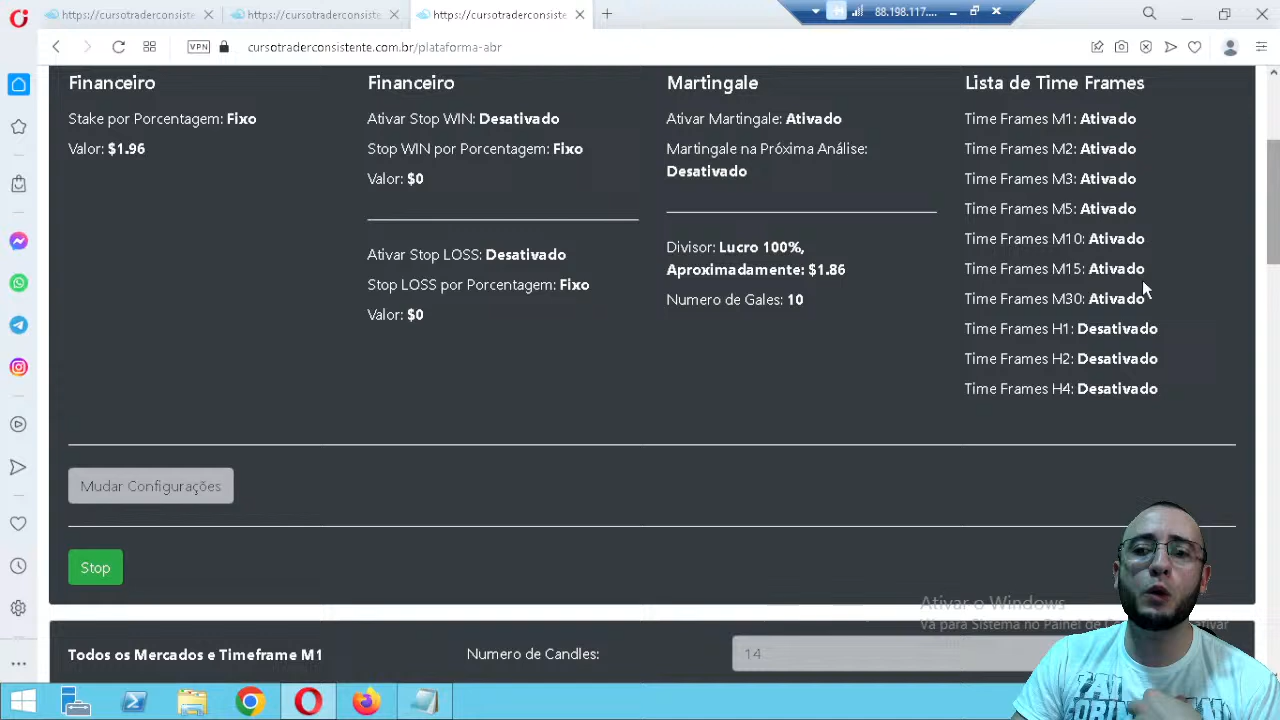 https://cursotraderconsiste
https://cursotraderconsiste
https://cursotraderconsiste
88.198.117....
VPN
cursotraderconsistente.com.br/plataforma-abr
Financeiro
Stake por Porcentagem: Fixo
Valor: $1.96
Financeiro
Ativar Stop WIN: Desativado
Stop WIN por Porcentagem: Fixo
Valor: $0
Ativar Stop LOSS: Desativado
Stop LOSS por Porcentagem: Fixo
Valor: $0
Martingale
Ativar Martingale: Ativado
Martingale na Próxima Análise:
Desativado
Divisor: Lucro 100%,
Aproximadamente: $1.86
Numero de Gales: 10
Lista de Time Frames
Time Frames M1: Ativado
Time Frames M2: Ativado
Time Frames M3: Ativado
Time Frames M5: Ativado
Time Frames M10: Ativado
Time Frames M15: Ativado
Time Frames M30: Ativado
Time Frames H1: Desativado
Time Frames H2: Desativado
Time Frames H4: Desativado
Mudar Configurações
Stop
Ativar o Windows
Vá para Sistema no Painel de
Todos os Mercados e Timeframe M1
Numero de Candles:
14